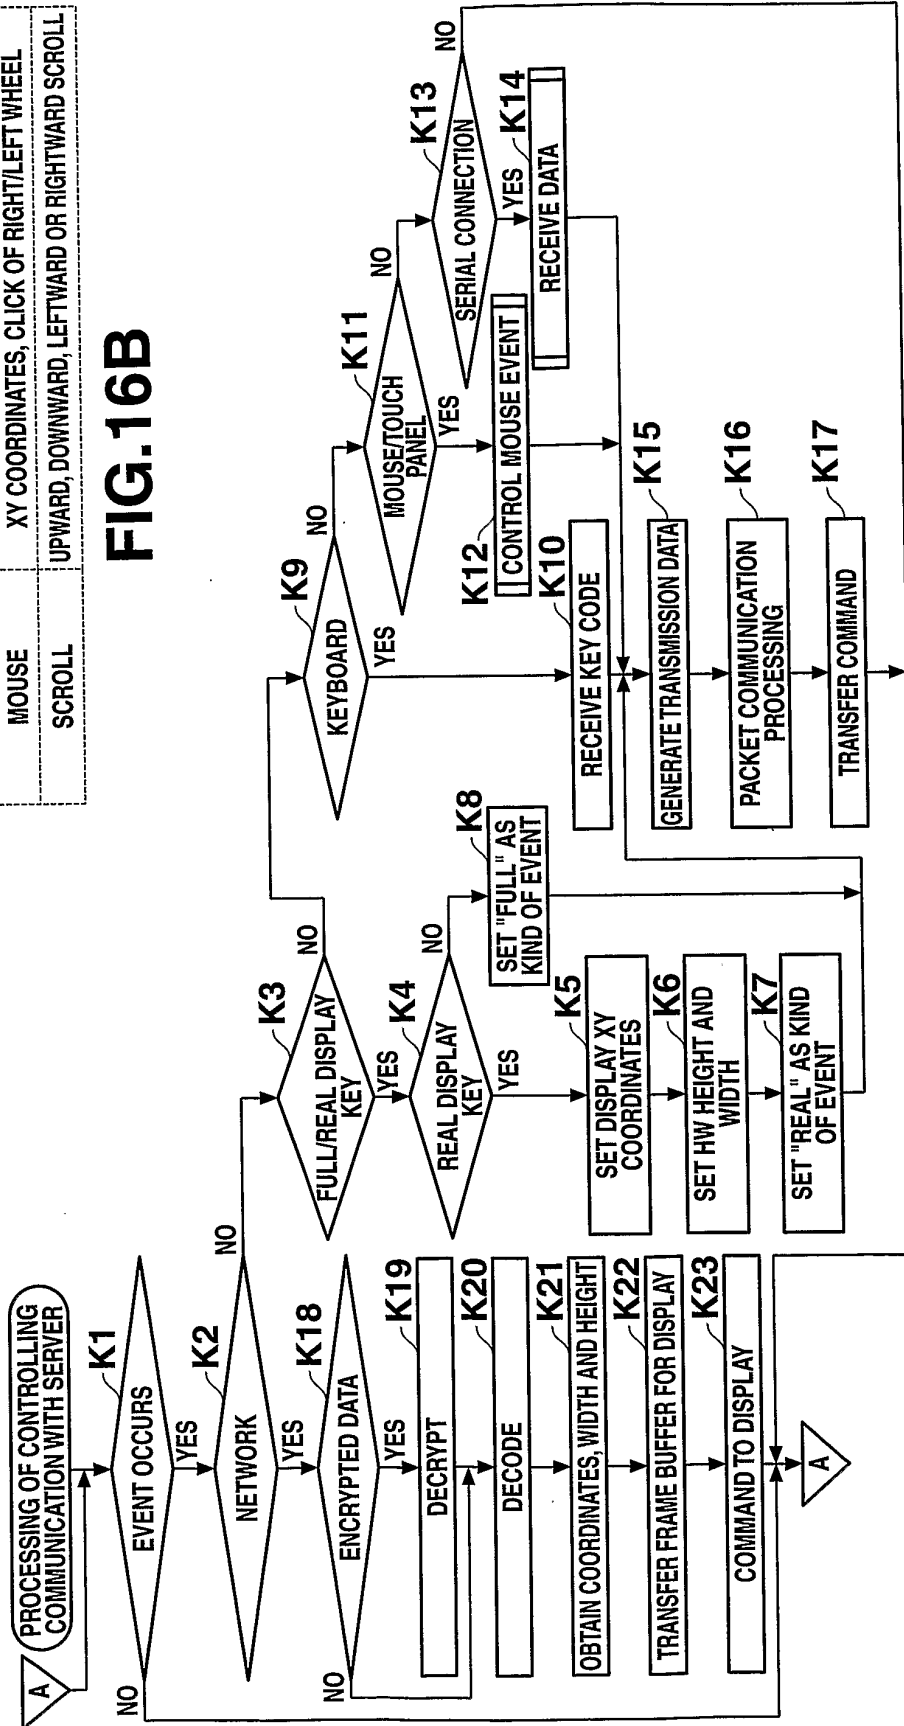 MOUSE
XY COORDINATES, CLICK OF RIGHT/LEFT WHEEL
SCROLL
UPWARD, DOWNWARD, LEFTWARD OR RIGHTWARD SCROLL
FIG.16B
A
PROCESSING OF CONTROLLING
COMMUNICATION WITH SERVER
K1
EVENT OCCURS
NO
YES
K2
NETWORK
NO
YES
K18
ENCRYPTED DATA
NO
YES
K19
DECRYPT
K20
DECODE
K21
OBTAIN COORDINATES, WIDTH AND HEIGHT
K22
TRANSFER FRAME BUFFER FOR DISPLAY
K23
COMMAND TO DISPLAY
A
K3
FULL/REAL DISPLAY
KEY
NO
YES
K4
REAL DISPLAY
KEY
NO
YES
K5
SET DISPLAY XY
COORDINATES
K6
SET HW HEIGHT AND
WIDTH
K7
SET "REAL" AS KIND
OF EVENT
K8
SET "FULL" AS
KIND OF EVENT
K9
KEYBOARD
NO
YES
K10
RECEIVE KEY CODE
K11
MOUSE/TOUCH
PANEL
NO
YES
K12
CONTROL MOUSE EVENT
K13
SERIAL CONNECTION
NO
YES
K14
RECEIVE DATA
K15
GENERATE TRANSMISSION DATA
K16
PACKET COMMUNICATION
PROCESSING
K17
TRANSFER COMMAND